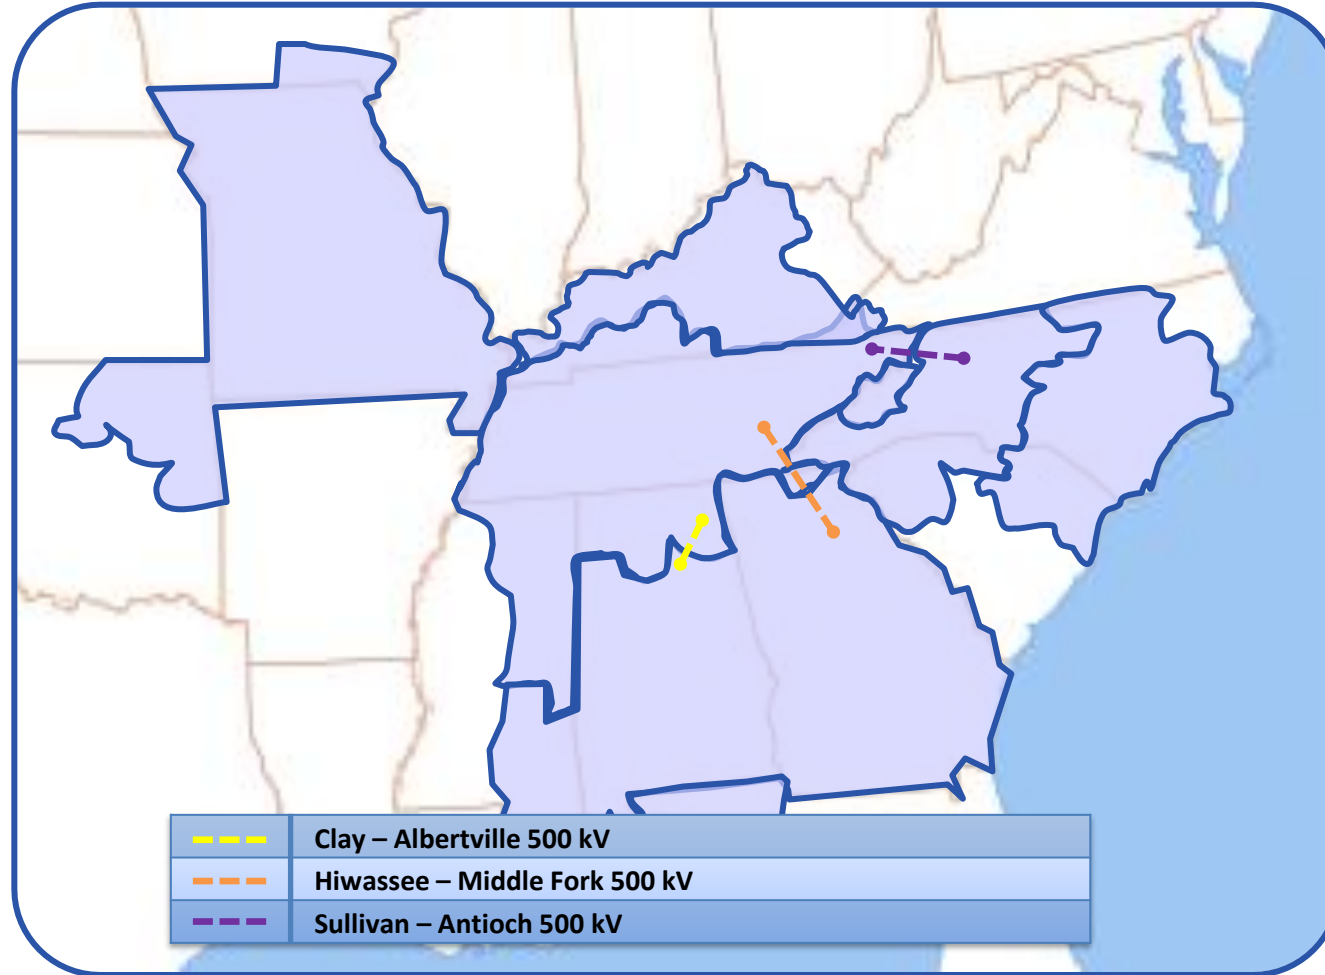 Clay – Albertville 500 kV
Hiwassee – Middle Fork 500 kV
Sullivan – Antioch 500 kV